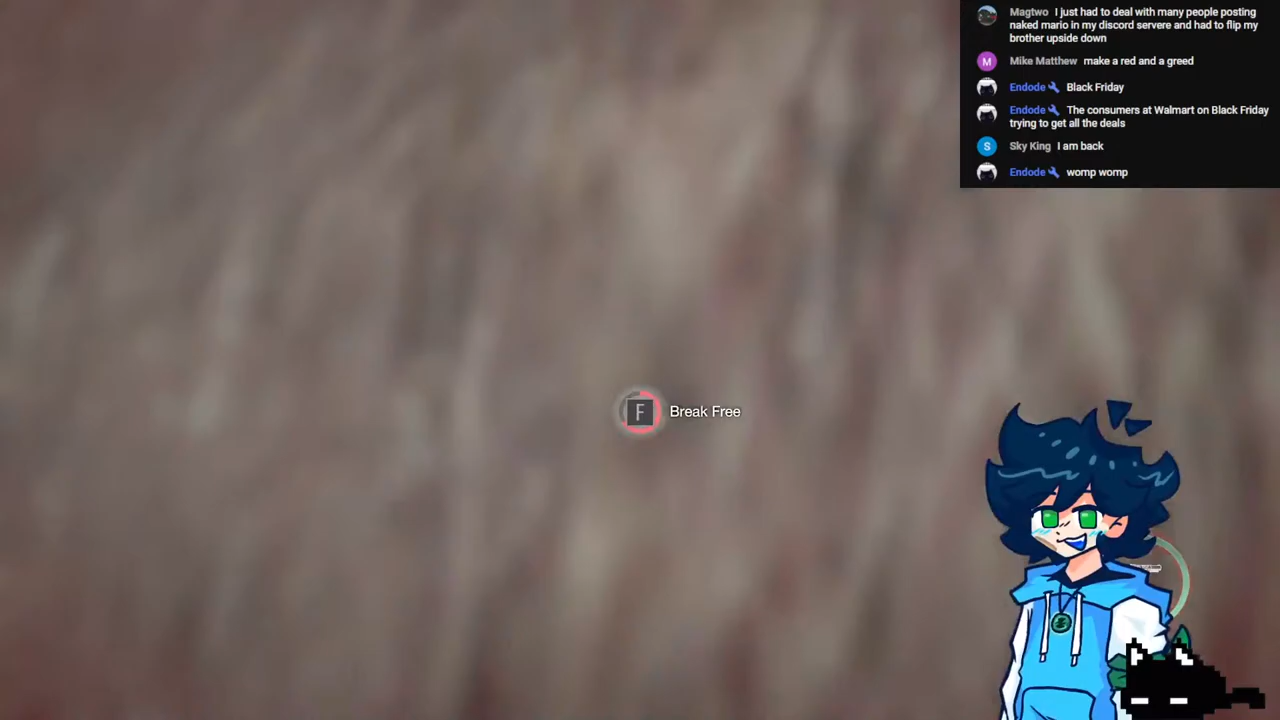 Magtwo I just had to deal with many people posting
naked mario in my discord servere and had to flip my
brother upside down
M
Mike Matthew make a red and a greed
Endode Black Friday
Endode The consumers at Walmart on Black Friday
trying to get all the deals
S
Sky King I am back
Endode womp womp
F Break Free